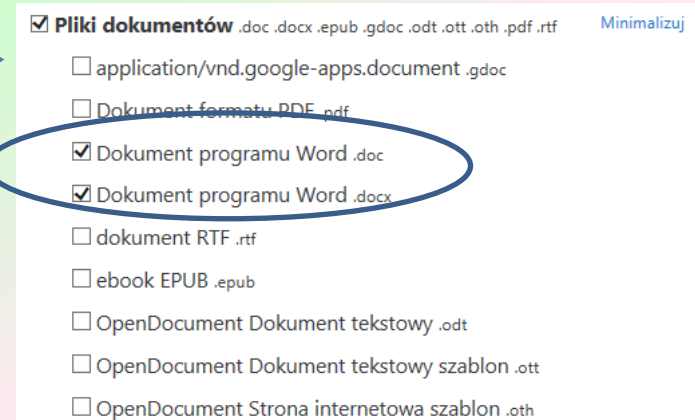 Pliki dokumentów .doc .docx .epub .gdoc .odt .ott .oth .pdf .rtf Minimalizuj
application/vnd.google-apps.document .gdoc
Dokument formatu PDF .pdf
Dokument programu Word .doc
Dokument programu Word .docx
dokument RTF .rtf
ebook EPUB .epub
OpenDocument Dokument tekstowy .odt
OpenDocument Dokument tekstowy szablon .ott
OpenDocument Strona internetowa szablon .oth